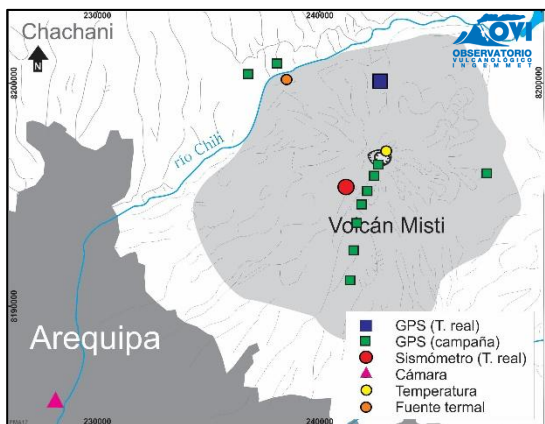 230000
240000
Chachani
N
OVI
OBSERVATORIO
VULCANOLÓGICO
INGEMMET
8200000
8200000
río Chili
Volcán Misti
8190000
Arequipa
GPS (T. real)
GPS (campaña)
Sismómetro (T. real)
Cámara
Temperatura
Fuente termal
230000
240000